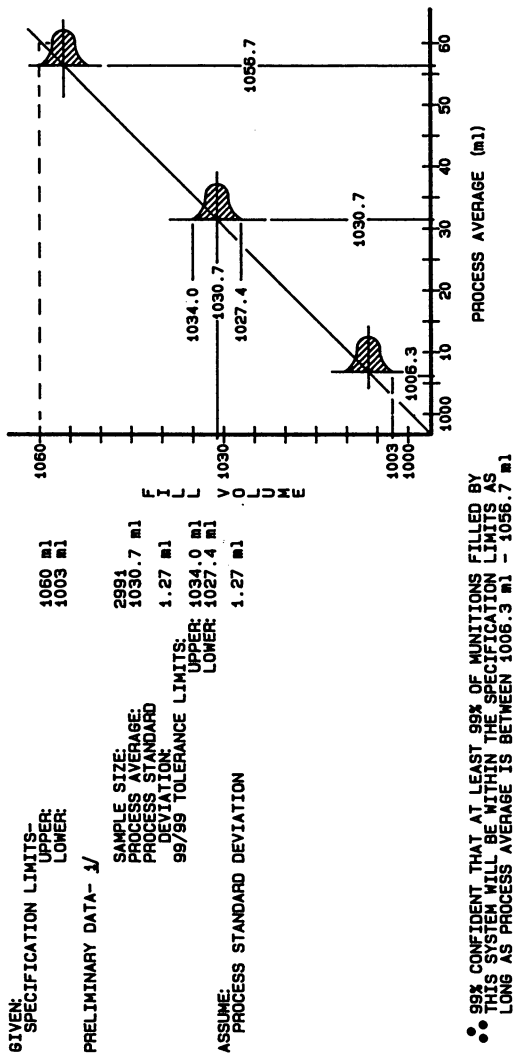 GIVEN:
SPECIFICATION LIMITS-
UPPER: 1060 ml
LOWER: 1003 ml
PRELIMINARY DATA- 1/
SAMPLE SIZE: 2991
PROCESS AVERAGE: 1030.7 ml
PROCESS STANDARD
DEVIATION: 1.27 ml
99/99 TOLERANCE LIMITS:
UPPER: 1034.0 ml
LOWER: 1027.4 ml
ASSUME:
PROCESS STANDARD DEVIATION 1.27 ml
FILL VOLUME
1060
1030
1003
1000
1034.0
1030.7
1027.4
1006.3
1030.7
1056.7
1000 10 20 30 40 50 60
PROCESS AVERAGE (ml)
∴ 99% CONFIDENT THAT AT LEAST 99% OF MUNITIONS FILLED BY
THIS SYSTEM WILL BE WITHIN THE SPECIFICATION LIMITS AS
LONG AS PROCESS AVERAGE IS BETWEEN 1006.3 ml - 1056.7 ml